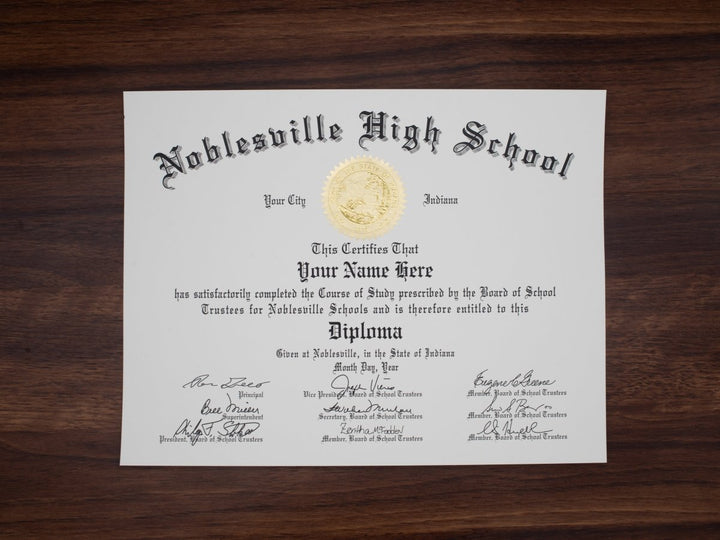 Noblesville High School
Your City Indiana
This Certifies That
Your Name Here
has satisfactorily completed the Course of Study prescribed by the Board of School
Trustees for Noblesville Schools and is therefore entitled to this
Diploma
Given at Noblesville, in the State of Indiana
Month Day, Year
Principal Vice President, Board of School Trustees Member, Board of School Trustees
Superintendent Secretary, Board of School Trustees Member, Board of School Trustees
President, Board of School Trustees Member, Board of School Trustees Member, Board of School Trustees